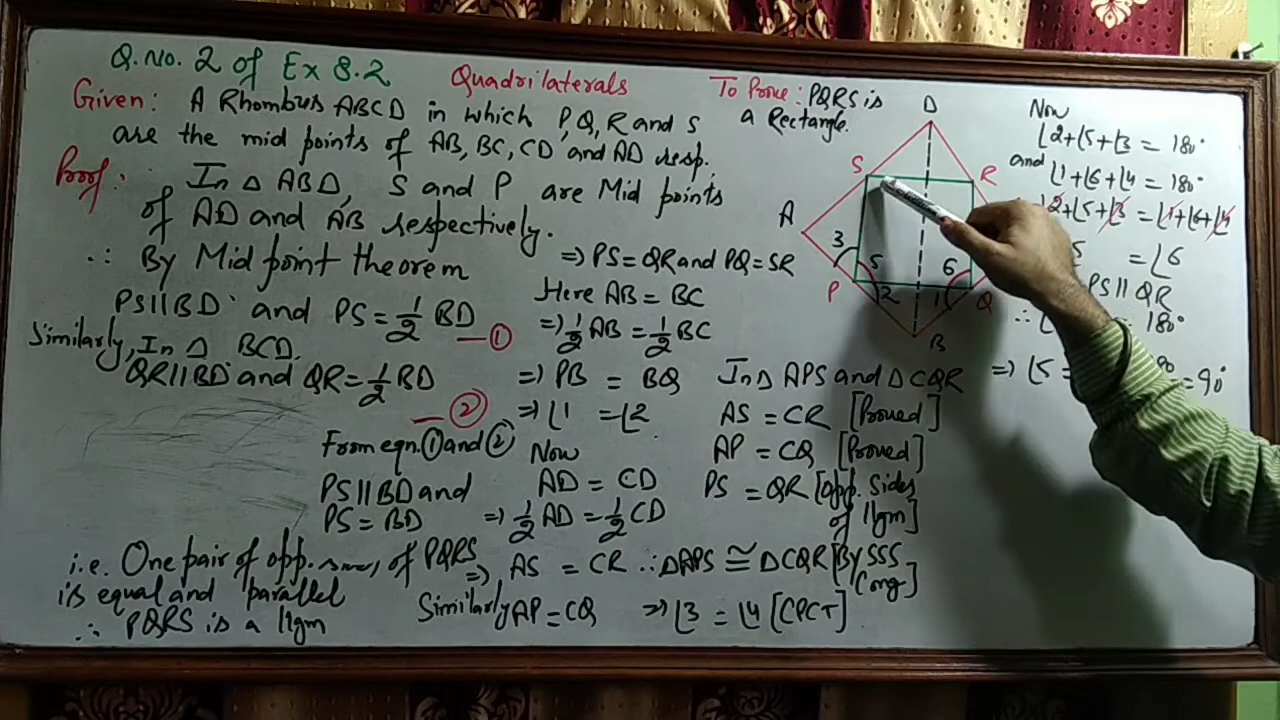 Q.No. 2 of Ex 8.2
Quadrilaterals
Given: A Rhombus ABCD in which P,Q,R and S
are the mid points of AB, BC, CD and AD resp.
To Prove: PQRS is
a Rectangle.
Proof: In ∆ ABD, S and P are Mid points
of AD and AB respectively.
∴ By Midpoint theorem
PS||BD and PS=1/2 BD —①
Similarly, In ∆ BCD.
QR||BD and QR=1/2 BD
—②
From eqn.① and ②
PS||BD and
PS = BD
i.e. One pair of opp. of PQRS
is equal and parallel
∴ PQRS is a ||gm
⇒ PS=QR and PQ=SR
Here AB = BC
⇒ 1/2 AB = 1/2 BC
⇒ PB = BQ
⇒ ∠1 = ∠2
Now
AD = CD
⇒ 1/2 AD = 1/2 CD
⇒ AS = CR
Similarly AP=CQ
In ∆ APS and ∆ CQR
AS = CR [Proved]
AP = CQ [Proved]
PS = QR [Opp. Sides
of ||gm]
∴ ∆APS ≅ ∆CQR [By SSS
Cong]
⇒ ∠3 = ∠4 [CPCT]
D
S
R
A
3
5
6
P
2
1
Q
B
Now
∠2+∠5+∠3 = 180°
and
∠1+∠6+∠4 = 180°
∠2+∠5+∠3 = ∠1+∠6+∠4
5 = ∠6
PS || QR
∴ ∠ = 180°
⇒ ∠5 = = 90°